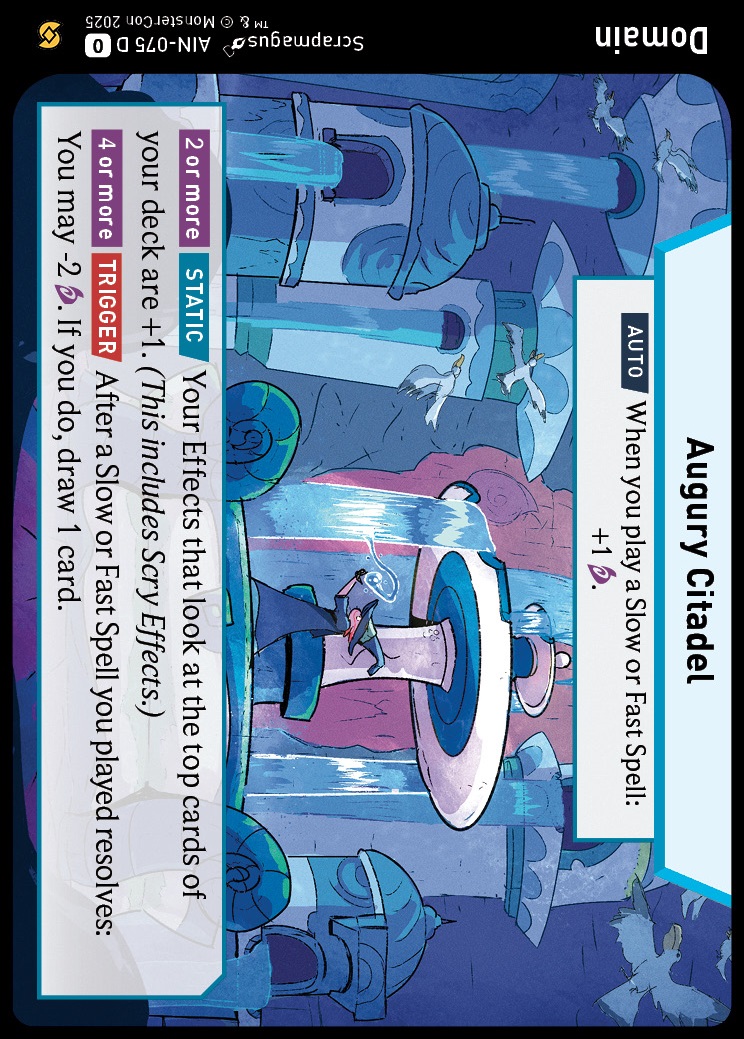 Augury Citadel
AUTO When you play a Slow or Fast Spell:
+1
2 or more STATIC Your Effects that look at the top cards of
your deck are +1. (This includes Scry Effects.)
4 or more TRIGGER After a Slow or Fast Spell you played resolves:
You may -2 . If you do, draw 1 card.
Domain
Scrapmagus AIN-075 D 0
™ & © MonsterCon 2025